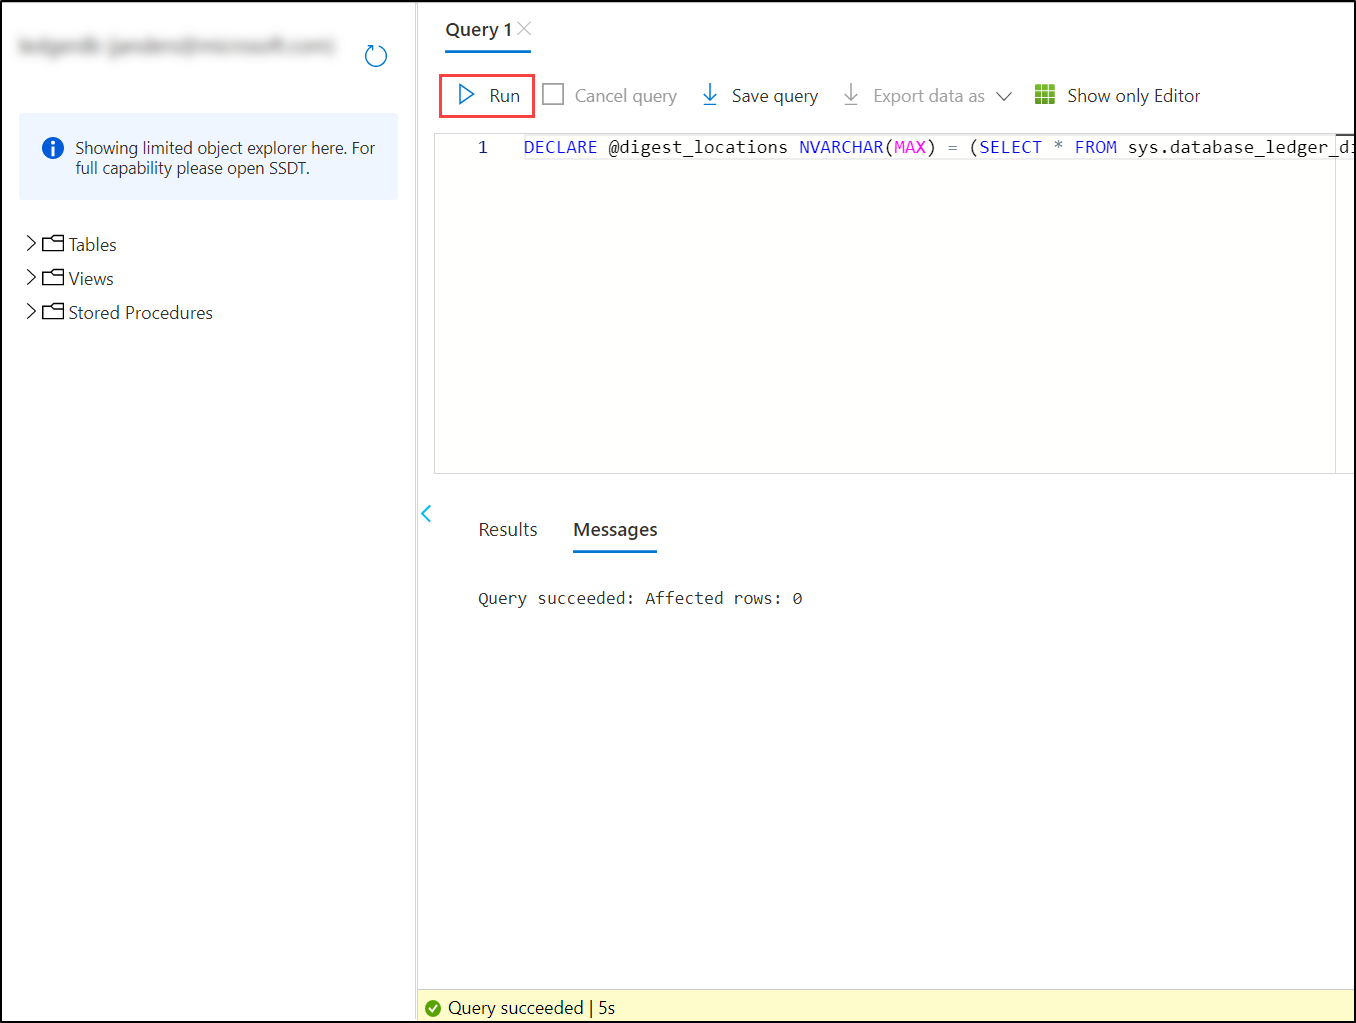 Showing limited object explorer here. For
full capability please open SSDT.
Tables
Views
Stored Procedures
Query 1
Run
Cancel query
Save query
Export data as
Show only Editor
1 DECLARE @digest_locations NVARCHAR(MAX) = (SELECT * FROM sys.database_ledger_di
Results
Messages
Query succeeded: Affected rows: 0
Query succeeded | 5s